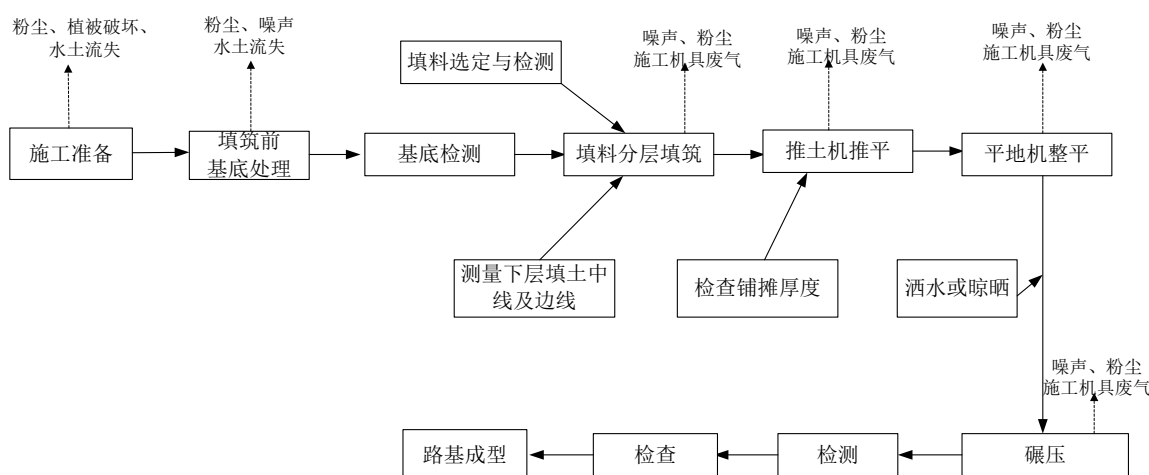 粉尘、植被破坏、
水土流失
粉尘、噪声
水土流失
填料选定与检测
噪声、粉尘
施工机具废气
噪声、粉尘
施工机具废气
噪声、粉尘
施工机具废气
施工准备
填筑前
基底处理
基底检测
填料分层填筑
推土机推平
平地机整平
测量下层填土中
线及边线
检查铺摊厚度
洒水或晾晒
噪声、粉尘
施工机具废气
路基成型
检查
检测
碾压